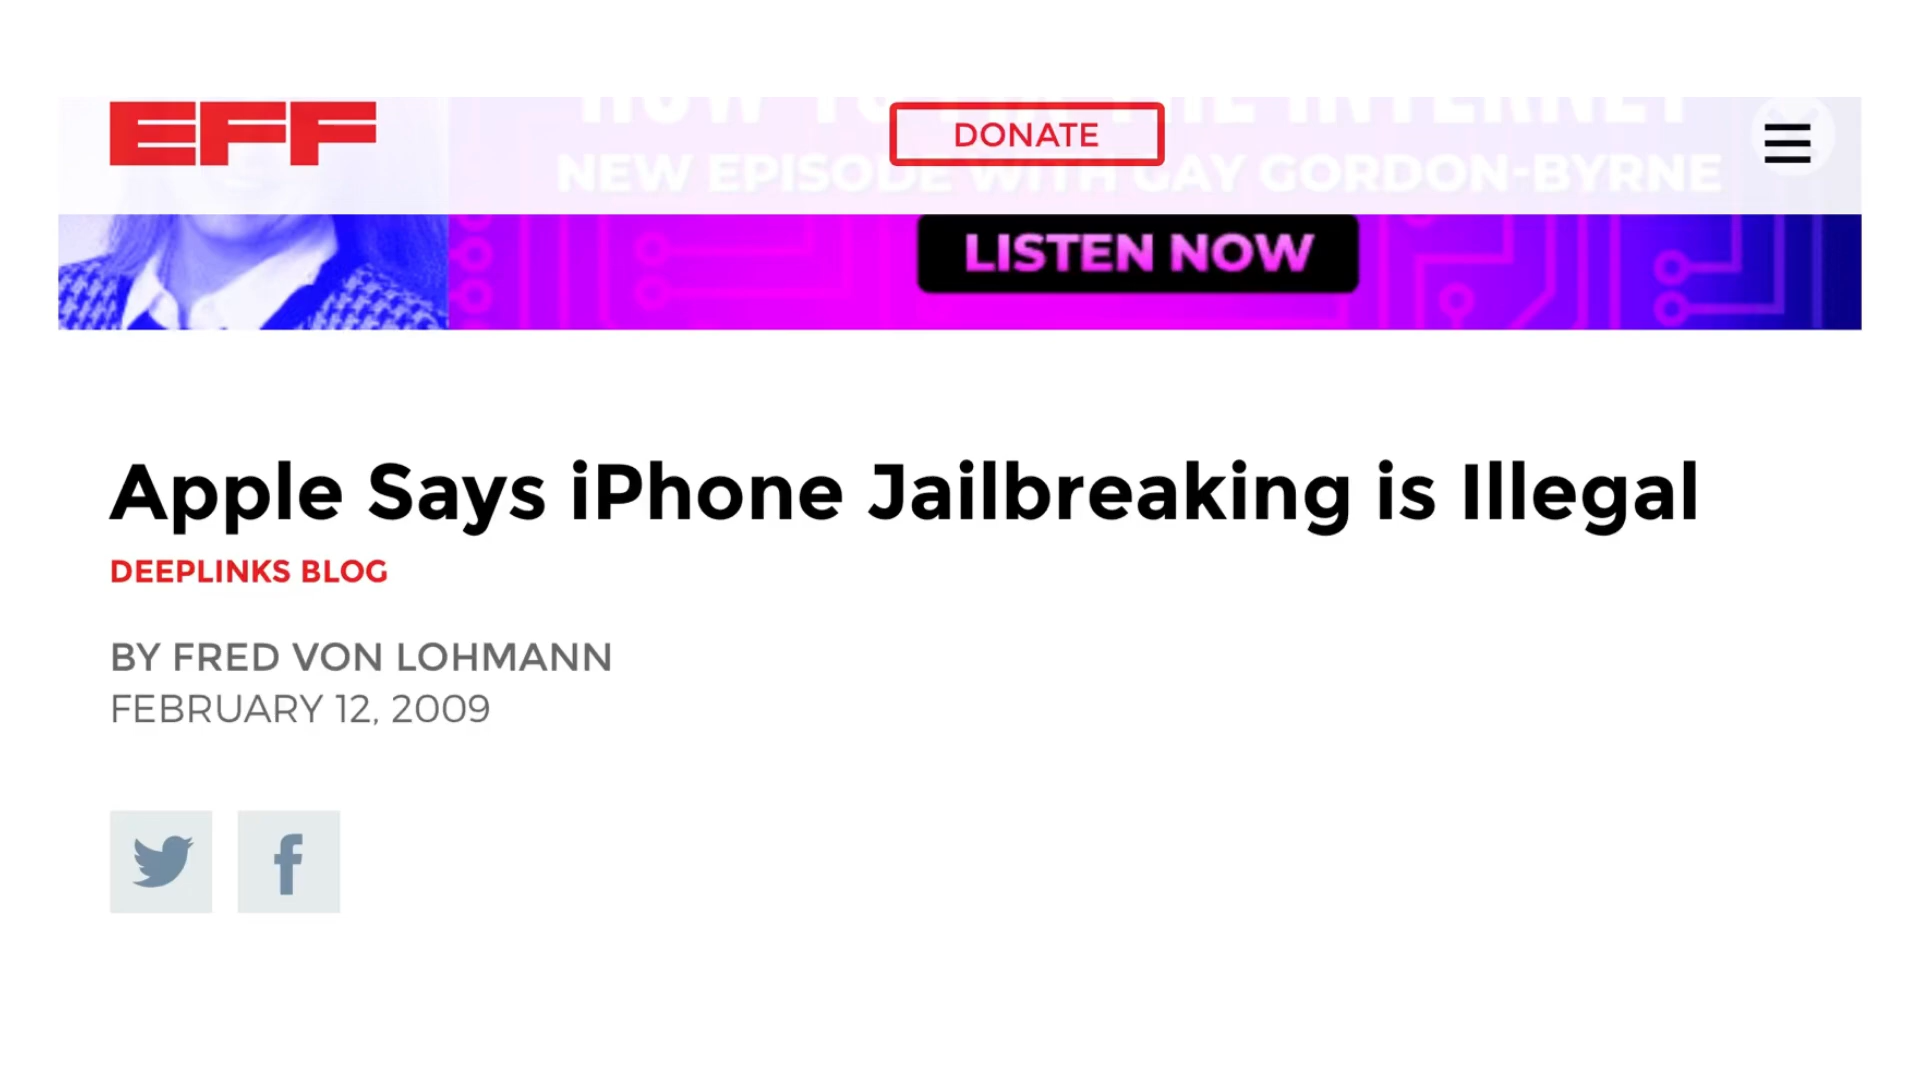 EFF
DONATE
NEW EPISODE WITH GAY GORDON-BYRNE
LISTEN NOW
Apple Says iPhone Jailbreaking is Illegal
DEEPLINKS BLOG
BY FRED VON LOHMANN
FEBRUARY 12, 2009